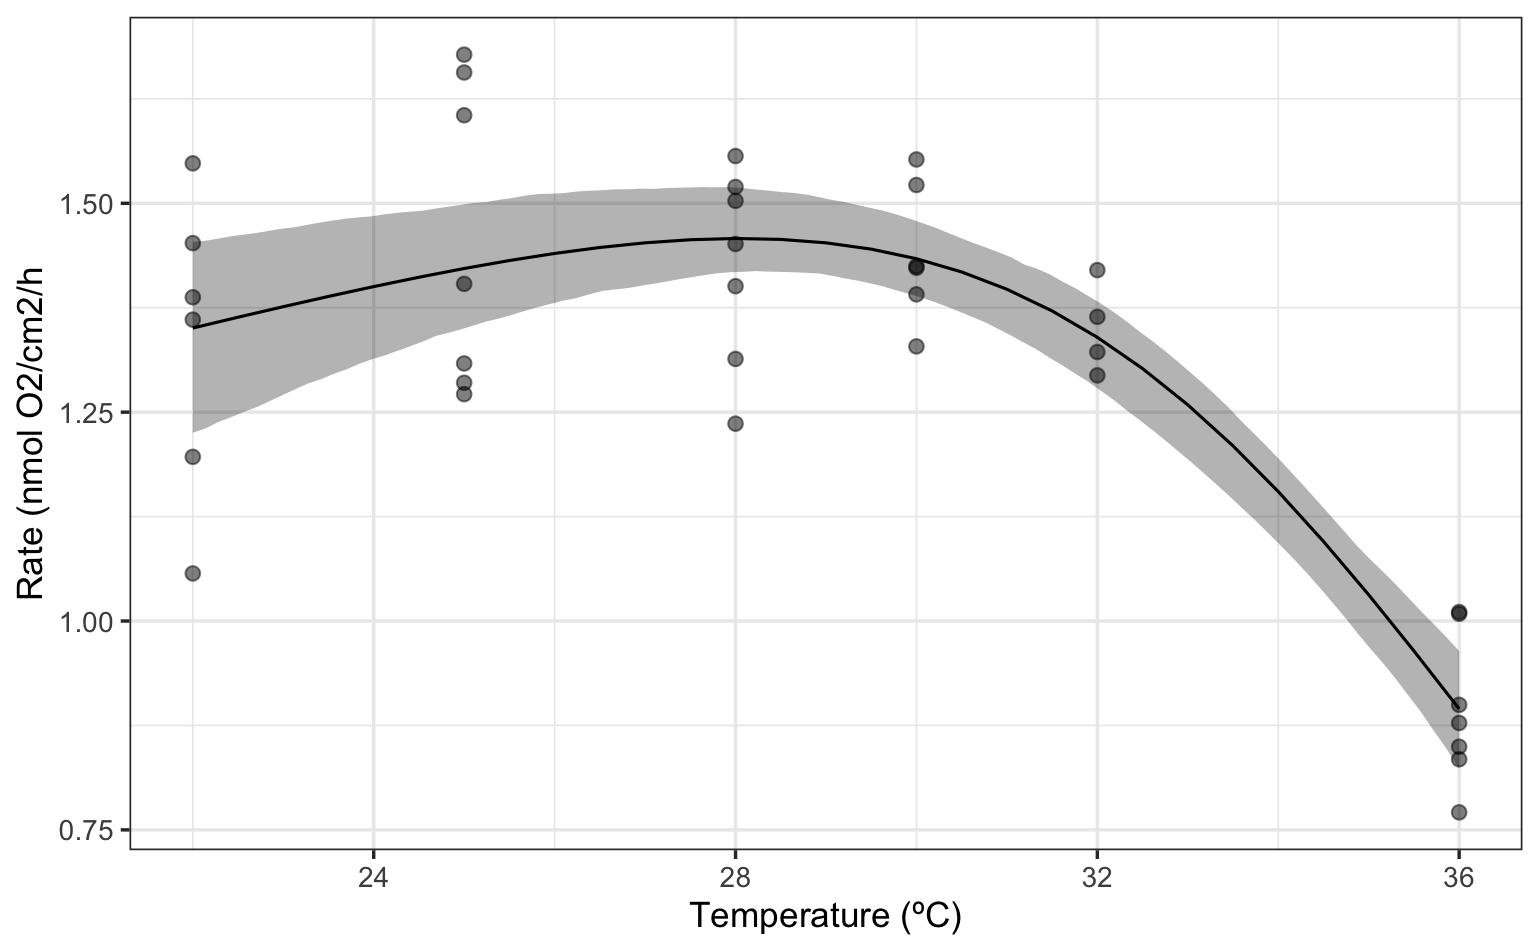 Rate (nmol O2/cm2/h
1.50
1.25
1.00
0.75
24 28 32 36
Temperature (ºC)